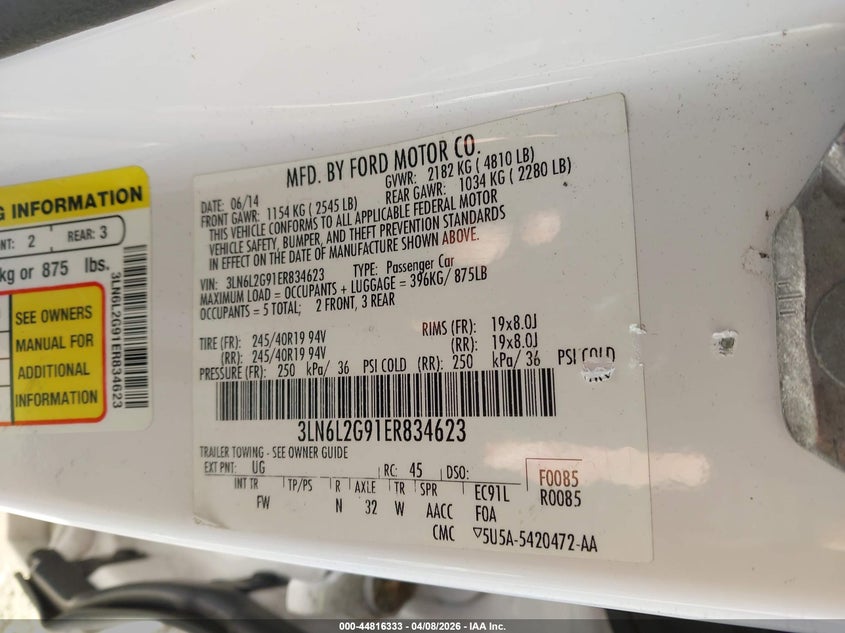 G INFORMATION
NT: 2 REAR: 3
kg or 875 lbs.
SEE OWNERS
MANUAL FOR
ADDITIONAL
INFORMATION
3LN6L2G91ER834623
MFD. BY FORD MOTOR CO.
DATE: 06/14 GVWR: 2182 KG ( 4810 LB)
FRONT GAWR: 1154 KG ( 2545 LB) REAR GAWR: 1034 KG ( 2280 LB)
THIS VEHICLE CONFORMS TO ALL APPLICABLE FEDERAL MOTOR
VEHICLE SAFETY, BUMPER, AND THEFT PREVENTION STANDARDS
IN EFFECT ON THE DATE OF MANUFACTURE SHOWN ABOVE.
VIN: 3LN6L2G91ER834623 TYPE: Passenger Car
MAXIMUM LOAD = OCCUPANTS + LUGGAGE = 396KG/ 875LB
OCCUPANTS = 5 TOTAL; 2 FRONT, 3 REAR
TIRE (FR): 245/40R19 94V RIMS (FR): 19x8.0J
(RR): 245/40R19 94V (RR): 19x8.0J
PRESSURE (FR): 250 kPa/ 36 PSI COLD (RR): 250 kPa/ 36 PSI COLD
3LN6L2G91ER834623
TRAILER TOWING - SEE OWNER GUIDE
EXT PNT: UG RC: 45 DSO: F0085
INT TR TP/PS R AXLE TR SPR EC91L R0085
FW N 32 W AACC FOA
CMC 5U5A-5420472-AA
000-44816333 - 04/08/2026 - IAA Inc.